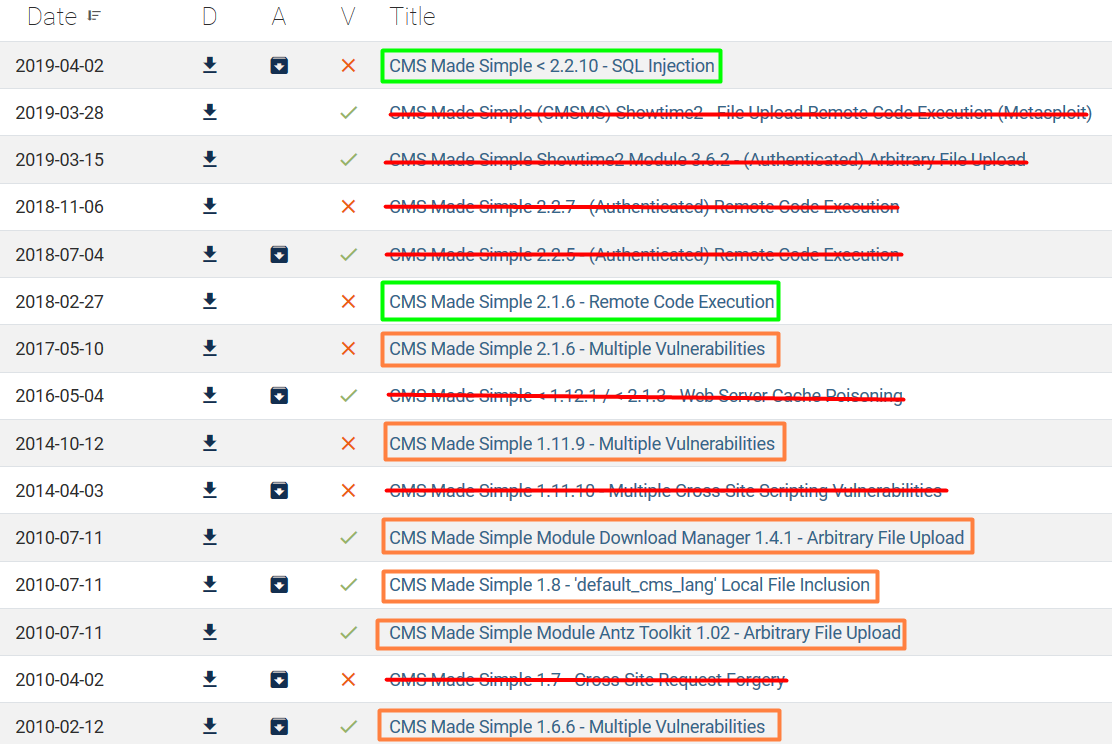 Date D A V Title
2019-04-02 CMS Made Simple < 2.2.10 - SQL Injection
2019-03-28 CMS Made Simple (CMSMS) Showtime2 - File Upload Remote Code Execution (Metasploit)
2019-03-15 CMS Made Simple Showtime2 Module 3.6.2 - (Authenticated) Arbitrary File Upload
2018-11-06 CMS Made Simple 2.2.7 - (Authenticated) Remote Code Execution
2018-07-04 CMS Made Simple 2.2.5 - (Authenticated) Remote Code Execution
2018-02-27 CMS Made Simple 2.1.6 - Remote Code Execution
2017-05-10 CMS Made Simple 2.1.6 - Multiple Vulnerabilities
2016-05-04 CMS Made Simple < 1.12.1 / < 2.1.3 - Web Server Cache Poisoning
2014-10-12 CMS Made Simple 1.11.9 - Multiple Vulnerabilities
2014-04-03 CMS Made Simple 1.11.10 - Multiple Cross-Site Scripting Vulnerabilities
2010-07-11 CMS Made Simple Module Download Manager 1.4.1 - Arbitrary File Upload
2010-07-11 CMS Made Simple 1.8 - 'default_cms_lang' Local File Inclusion
2010-07-11 CMS Made Simple Module Antz Toolkit 1.02 - Arbitrary File Upload
2010-04-02 CMS Made Simple 1.7 - Cross-Site Request Forgery
2010-02-12 CMS Made Simple 1.6.6 - Multiple Vulnerabilities